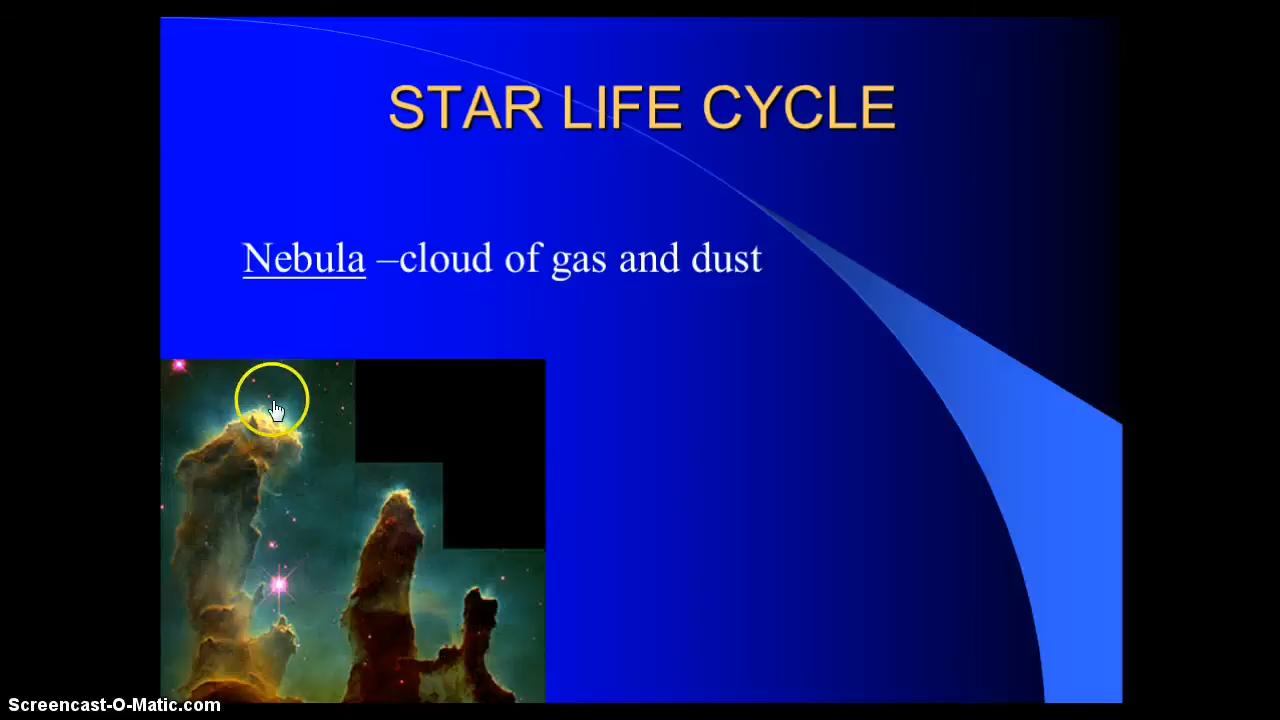 STAR LIFE CYCLE
Nebula –cloud of gas and dust
Screencast-O-Matic.com